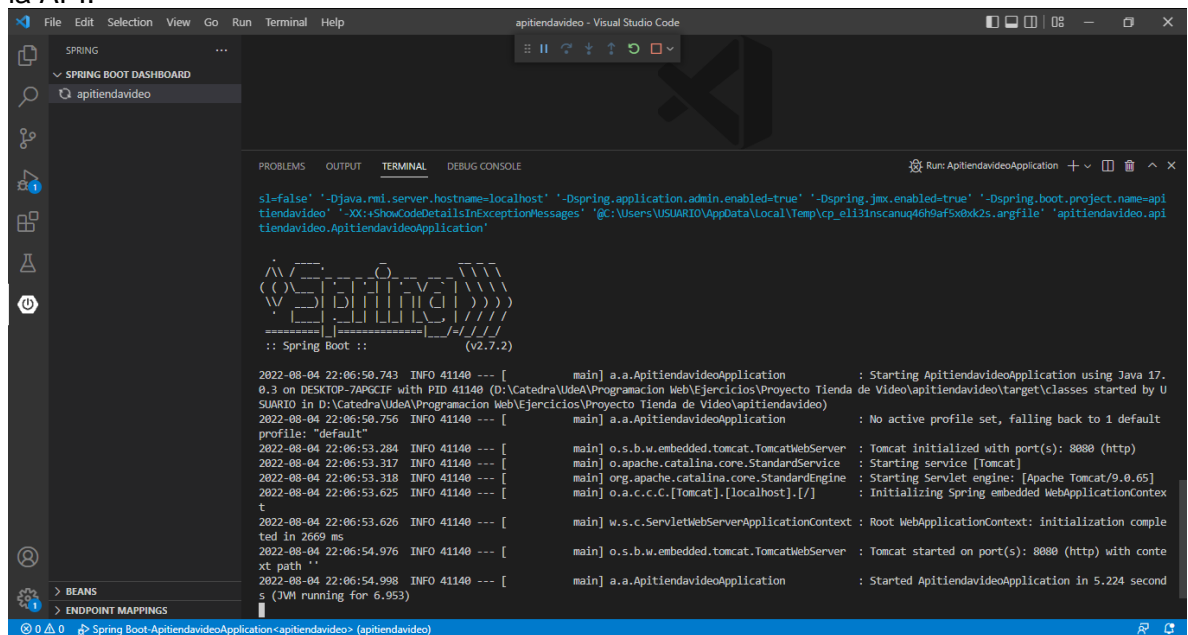 la API.
File Edit Selection View Go Run Terminal Help apitiendavideo - Visual Studio Code
SPRING ...
SPRING BOOT DASHBOARD
apitiendavideo
PROBLEMS OUTPUT TERMINAL DEBUG CONSOLE Run: ApitiendavideoApplication
sl=false' '-Djava.rmi.server.hostname=localhost' '-Dspring.application.admin.enabled=true' '-Dspring.jmx.enabled=true' '-Dspring.boot.project.name=api
tiendavideo' '-XX:+ShowCodeDetailsInExceptionMessages' '@C:\Users\USUARIO\AppData\Local\Temp\cp_eli31nscanuq46h9af5x0xk2s.argfile' 'apitiendavideo.api
tiendavideo.ApitiendavideoApplication'
:: Spring Boot :: (v2.7.2)
2022-08-04 22:06:50.743 INFO 41140 --- [ main] a.a.ApitiendavideoApplication : Starting ApitiendavideoApplication using Java 17.
0.3 on DESKTOP-7APGCIF with PID 41140 (D:\Catedra\UdeA\Programacion Web\Ejercicios\Proyecto Tienda de Video\apitiendavideo\target\classes started by U
SUARIO in D:\Catedra\UdeA\Programacion Web\Ejercicios\Proyecto Tienda de Video\apitiendavideo)
2022-08-04 22:06:50.756 INFO 41140 --- [ main] a.a.ApitiendavideoApplication : No active profile set, falling back to 1 default
profile: "default"
2022-08-04 22:06:53.284 INFO 41140 --- [ main] o.s.b.w.embedded.tomcat.TomcatWebServer : Tomcat initialized with port(s): 8080 (http)
2022-08-04 22:06:53.317 INFO 41140 --- [ main] o.apache.catalina.core.StandardService : Starting service [Tomcat]
2022-08-04 22:06:53.318 INFO 41140 --- [ main] org.apache.catalina.core.StandardEngine : Starting Servlet engine: [Apache Tomcat/9.0.65]
2022-08-04 22:06:53.625 INFO 41140 --- [ main] o.a.c.c.C.[Tomcat].[localhost].[/] : Initializing Spring embedded WebApplicationContex
t
2022-08-04 22:06:53.626 INFO 41140 --- [ main] w.s.c.ServletWebServerApplicationContext : Root WebApplicationContext: initialization comple
ted in 2669 ms
2022-08-04 22:06:54.976 INFO 41140 --- [ main] o.s.b.w.embedded.tomcat.TomcatWebServer : Tomcat started on port(s): 8080 (http) with conte
xt path ''
2022-08-04 22:06:54.998 INFO 41140 --- [ main] a.a.ApitiendavideoApplication : Started ApitiendavideoApplication in 5.224 second
s (JVM running for 6.953)
BEANS
ENDPOINT MAPPINGS
0 0 Spring Boot-ApitiendavideoApplication<apitiendavideo> (apitiendavideo)